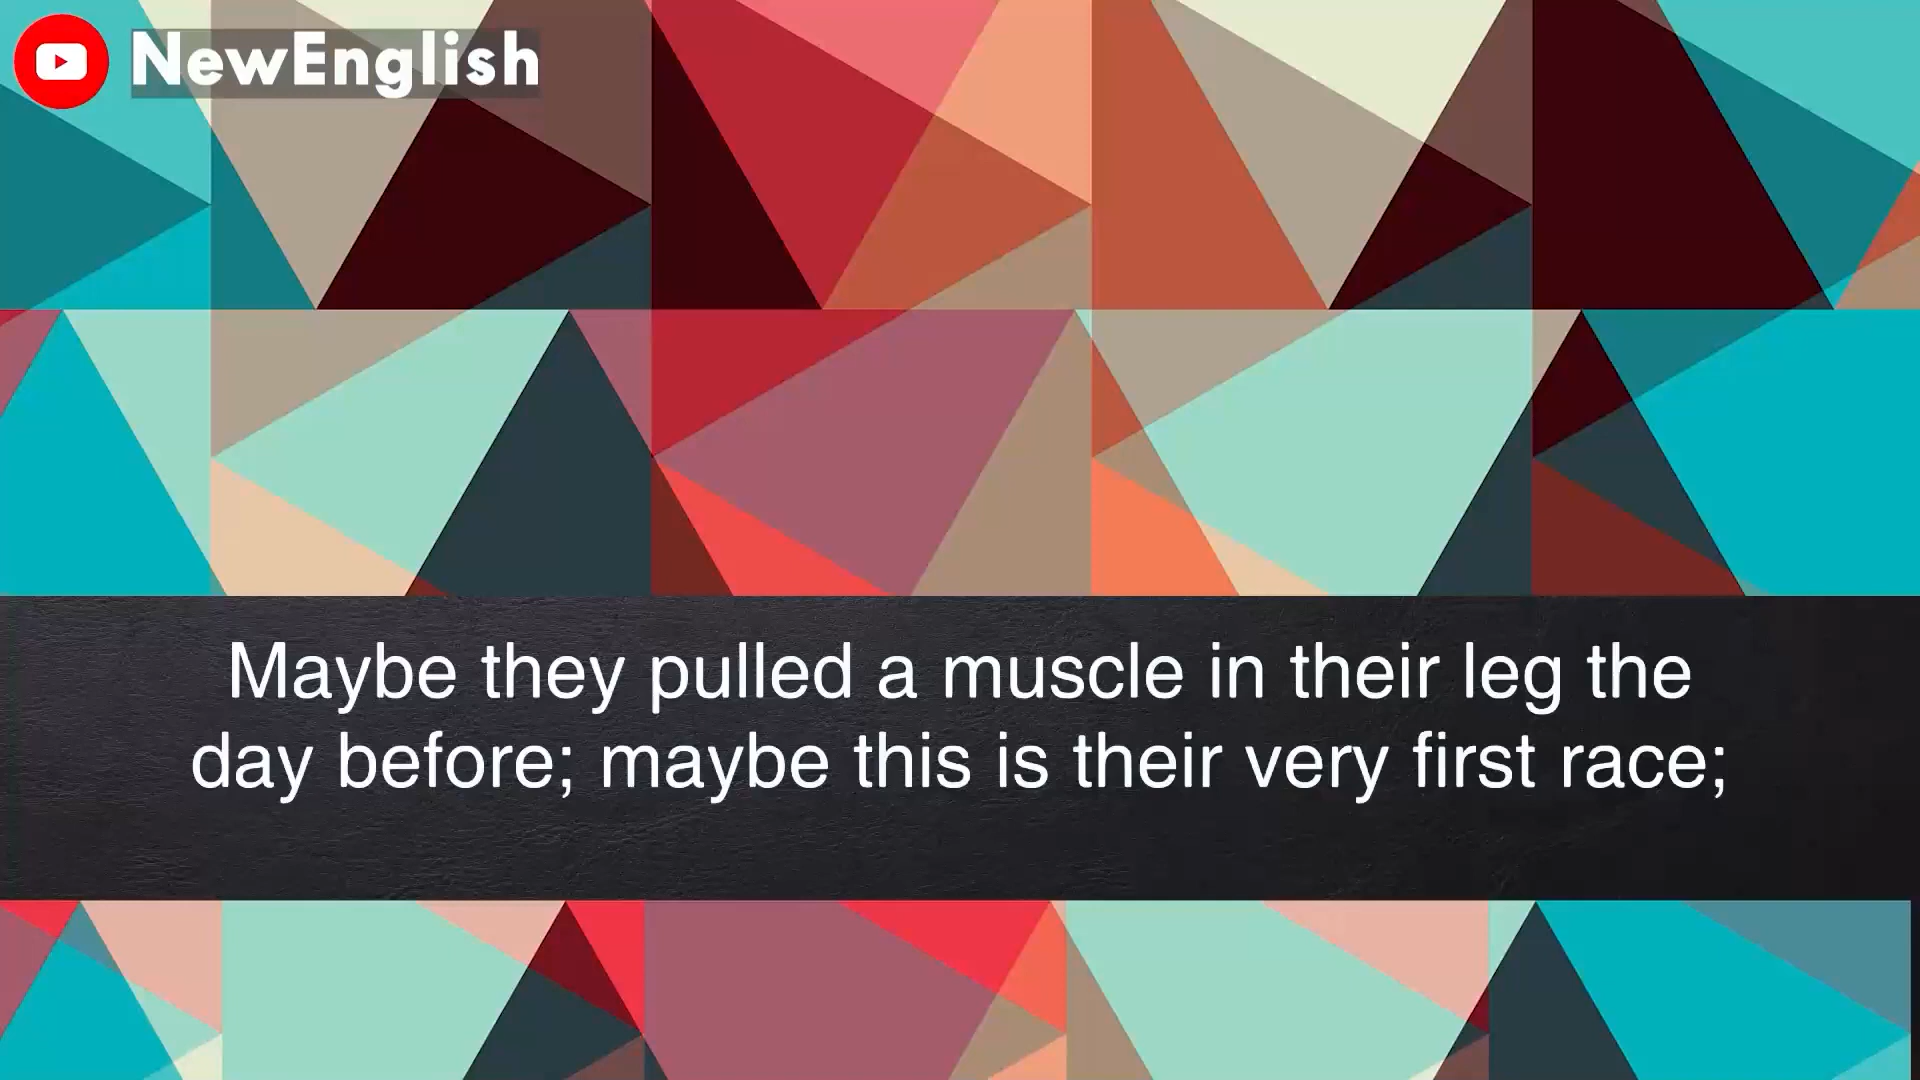 NewEnglish
Maybe they pulled a muscle in their leg the
day before; maybe this is their very first race;